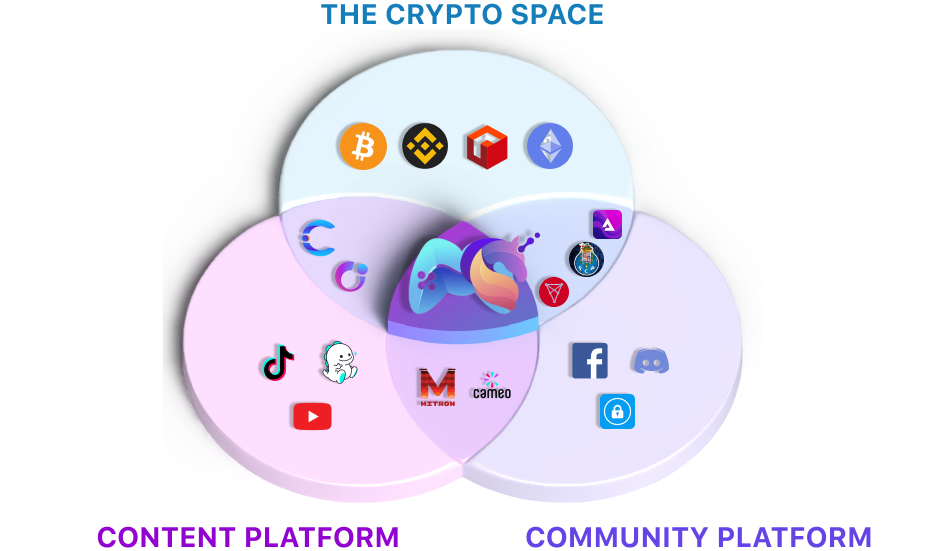 THE CRYPTO SPACE
MITRON
cameo
CONTENT PLATFORM
COMMUNITY PLATFORM